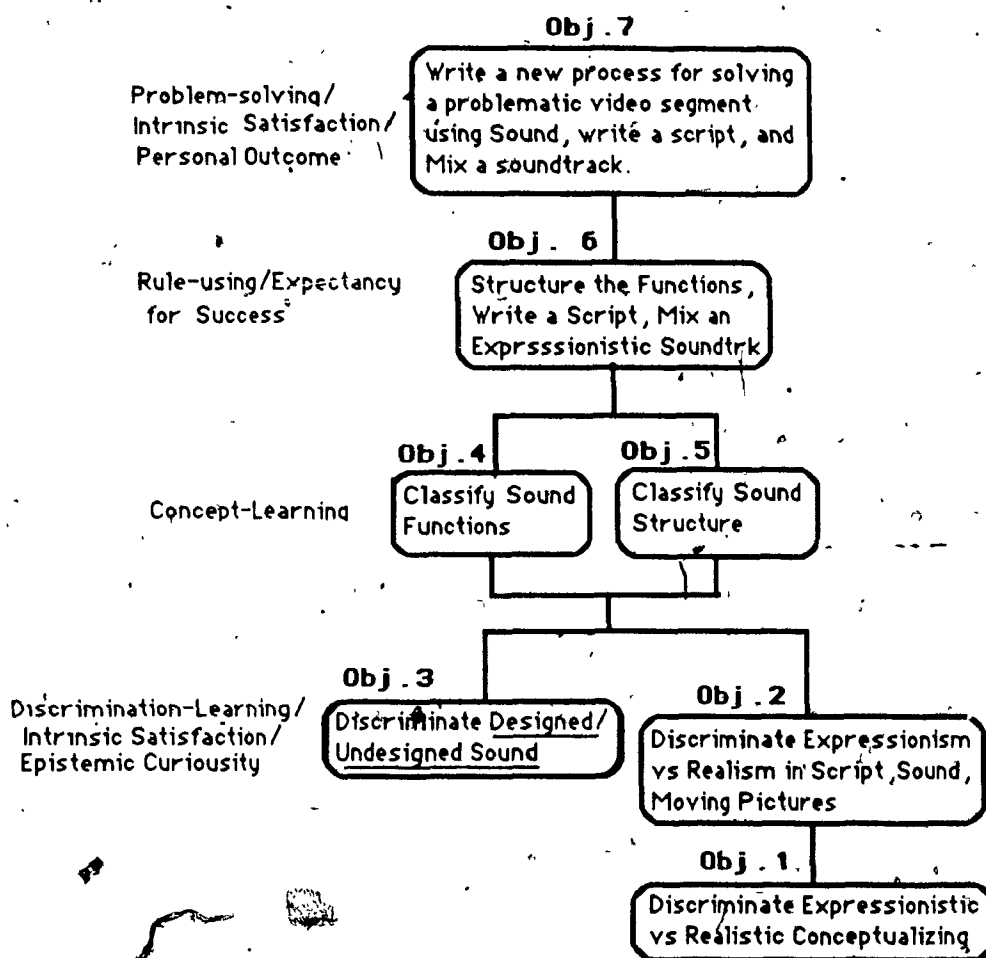 Obj.7
Problem-solving/
Intrinsic Satisfaction/
Personal Outcome
Write a new process for solving
a problematic video segment
using Sound, write a script, and
Mix a soundtrack.
Obj. 6
Rule-using/Expectancy
for Success
Structure the Functions,
Write a Script, Mix an
Exprsssionistic Soundtrk
Obj.4
Obj.5
Concept-Learning
Classify Sound
Functions
Classify Sound
Structure
Obj.3
Obj.2
Discrimination-Learning/
Intrinsic Satisfaction/
Epistemic Curiousity
Discriminate Designed/
Undesigned Sound
Discriminate Expressionism
vs Realism in Script, Sound,
Moving Pictures
Obj.1
Discriminate Expressionistic
vs Realistic Conceptualizing